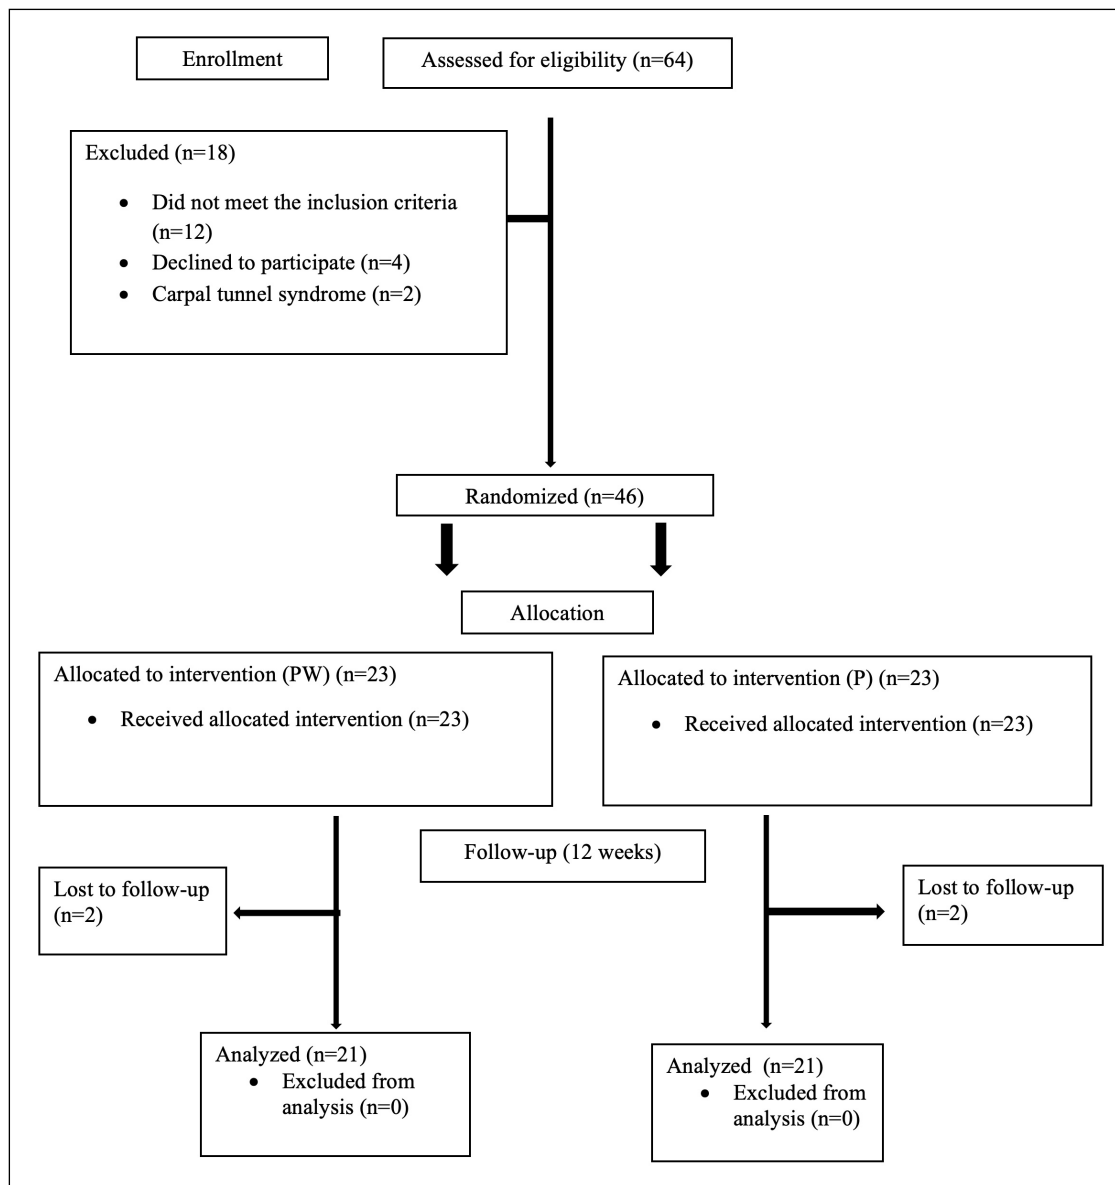 Enrollment
Assessed for eligibility (n=64)
Excluded (n=18)
• Did not meet the inclusion criteria
(n=12)
• Declined to participate (n=4)
• Carpal tunnel syndrome (n=2)
Randomized (n=46)
Allocation
Allocated to intervention (PW) (n=23)
• Received allocated intervention (n=23)
Allocated to intervention (P) (n=23)
• Received allocated intervention (n=23)
Follow-up (12 weeks)
Lost to follow-up
(n=2)
Lost to follow-up
(n=2)
Analyzed (n=21)
• Excluded from
analysis (n=0)
Analyzed (n=21)
• Excluded from
analysis (n=0)